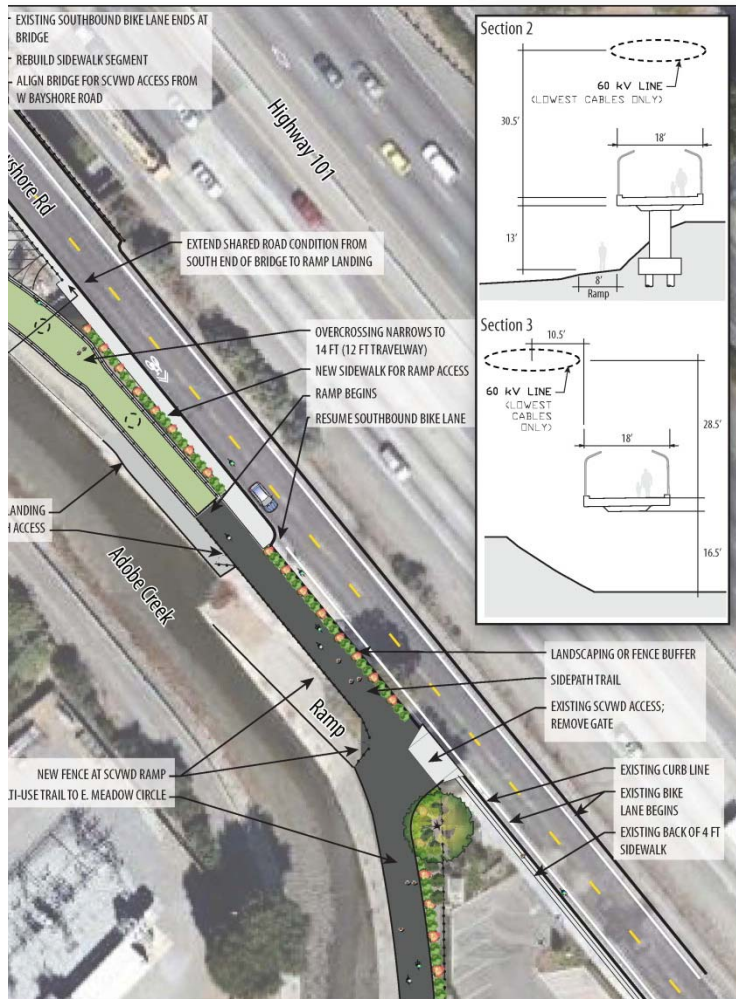 EXISTING SOUTHBOUND BIKE LANE ENDS AT
BRIDGE
REBUILD SIDEWALK SEGMENT
ALIGN BRIDGE FOR SCVWD ACCESS FROM
W BAYSHORE ROAD
Highway 101
yshore Rd
EXTEND SHARED ROAD CONDITION FROM
SOUTH END OF BRIDGE TO RAMP LANDING
OVERCROSSING NARROWS TO
14 FT (12 FT TRAVELWAY)
NEW SIDEWALK FOR RAMP ACCESS
RAMP BEGINS
RESUME SOUTHBOUND BIKE LANE
LANDING
H ACCESS
Adobe Creek
LANDSCAPING OR FENCE BUFFER
SIDEPATH TRAIL
EXISTING SCVWD ACCESS;
REMOVE GATE
Ramp
NEW FENCE AT SCVWD RAMP
LTI-USE TRAIL TO E. MEADOW CIRCLE
EXISTING CURB LINE
EXISTING BIKE
LANE BEGINS
EXISTING BACK OF 4 FT
SIDEWALK
Section 2
60 kV LINE
(LOWEST CABLES ONLY)
30.5'
18'
13'
8'
Ramp
Section 3
10.5'
60 kV LINE
(LOWEST
CABLES
ONLY)
28.5'
18'
16.5'